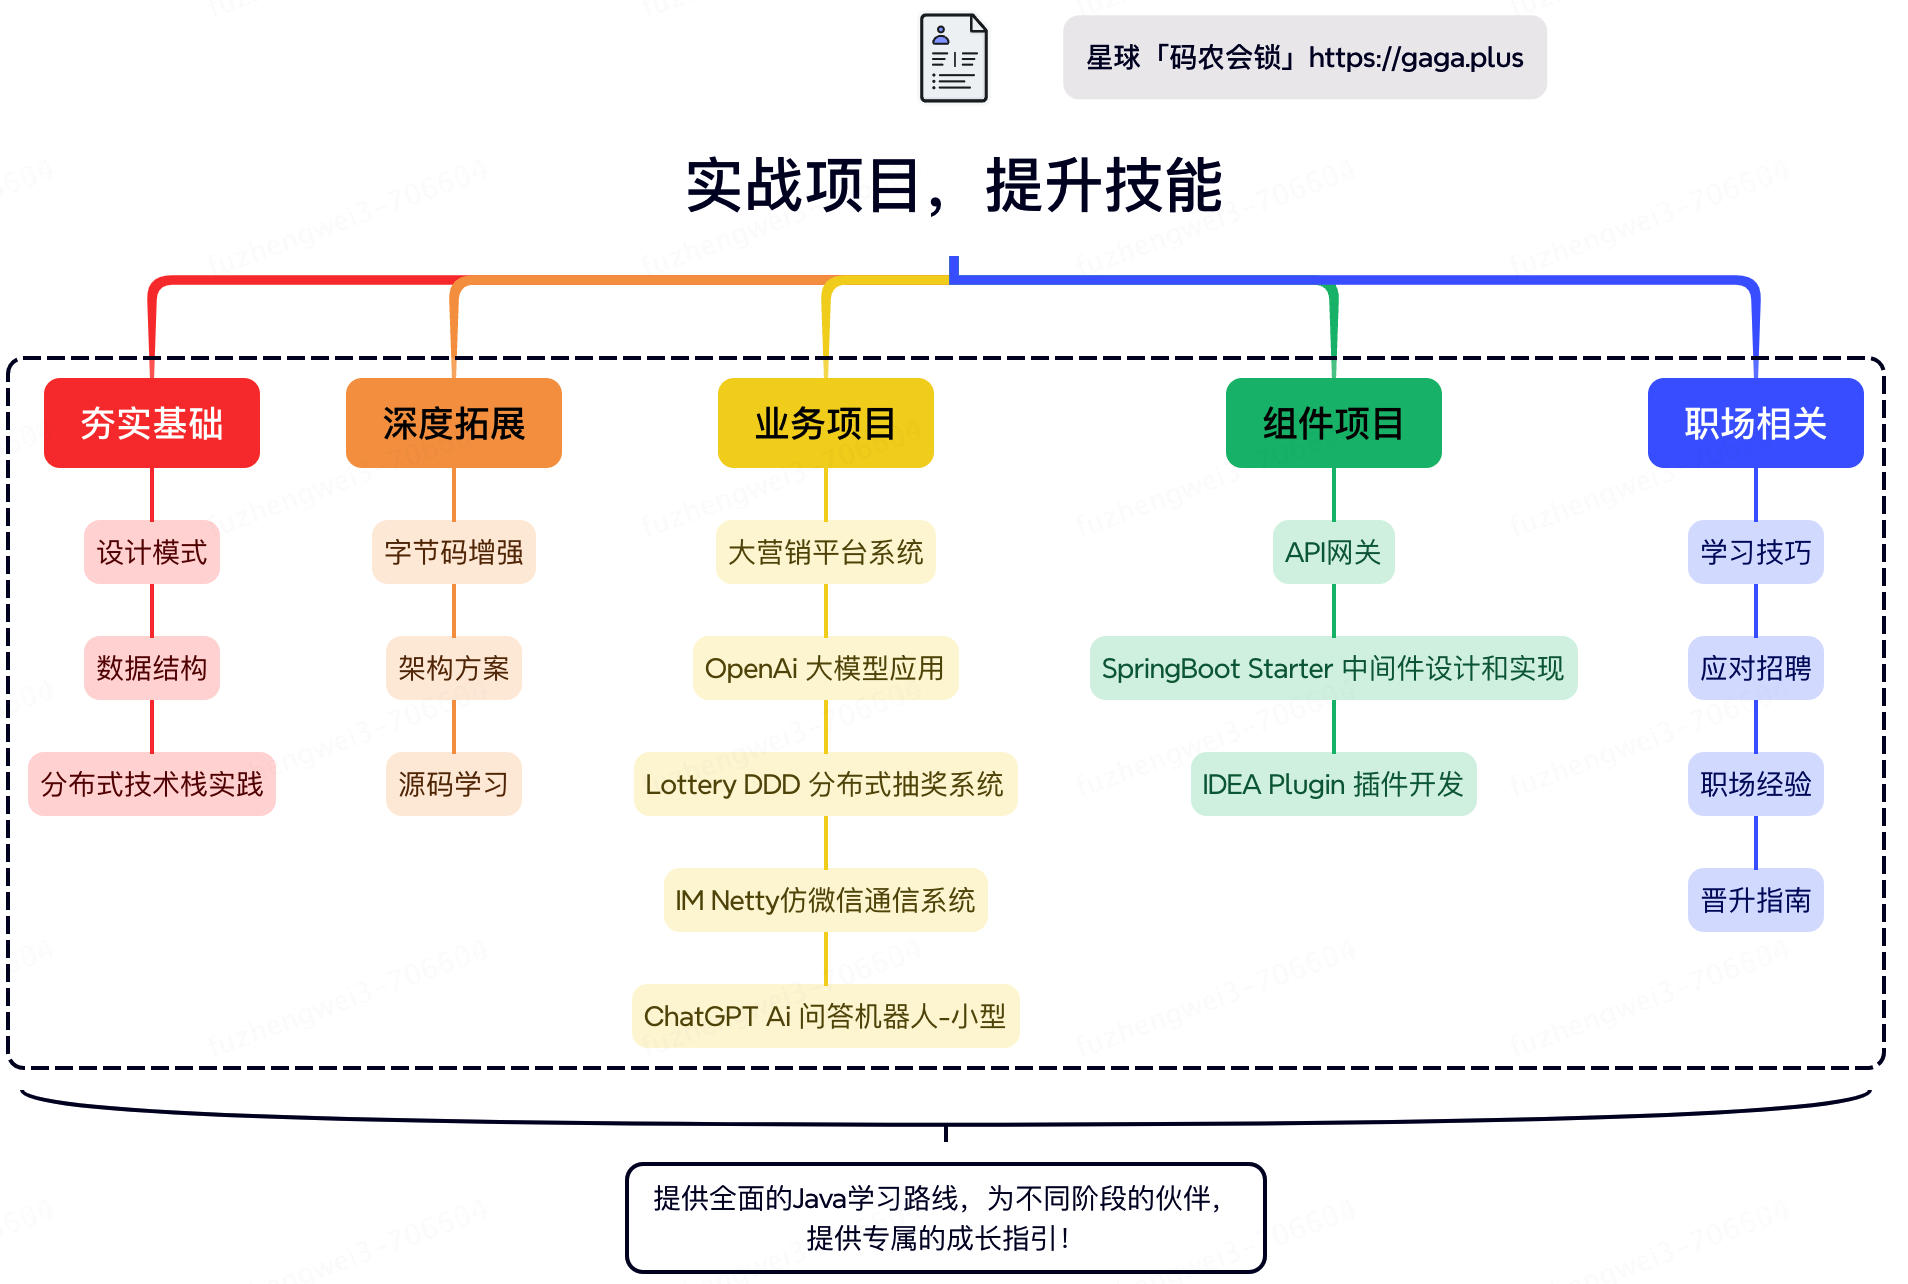 星球「码农会锁」https://gaga.plus
实战项目，提升技能
夯实基础
设计模式
数据结构
分布式技术栈实践
深度拓展
字节码增强
架构方案
源码学习
业务项目
大营销平台系统
OpenAi 大模型应用
Lottery DDD 分布式抽奖系统
IM Netty仿微信通信系统
ChatGPT Ai 问答机器人-小型
组件项目
API网关
SpringBoot Starter 中间件设计和实现
IDEA Plugin 插件开发
职场相关
学习技巧
应对招聘
职场经验
晋升指南
提供全面的Java学习路线，为不同阶段的伙伴，
提供专属的成长指引！
fuzhengwei3-706604